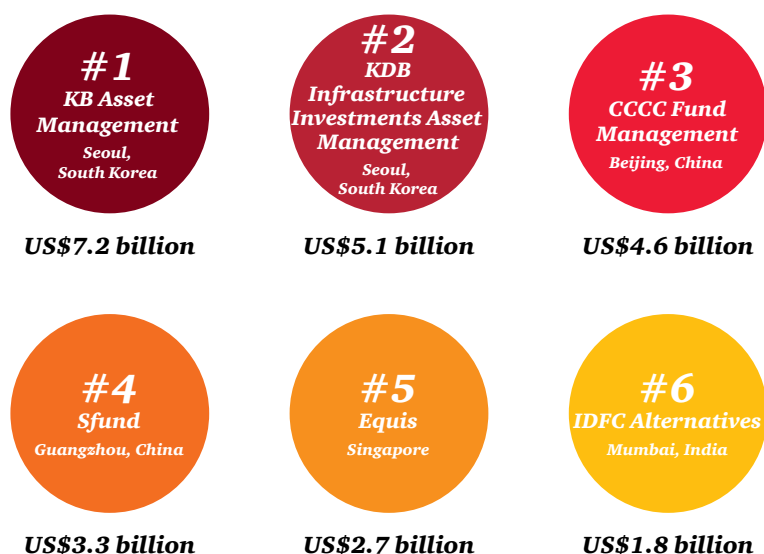 #1
KB Asset
Management
Seoul,
South Korea
US$7.2 billion
#2
KDB
Infrastructure
Investments Asset
Management
Seoul,
South Korea
US$5.1 billion
#3
CCCC Fund
Management
Beijing, China
US$4.6 billion
#4
Sfund
Guangzhou, China
US$3.3 billion
#5
Equis
Singapore
US$2.7 billion
#6
IDFC Alternatives
Mumbai, India
US$1.8 billion